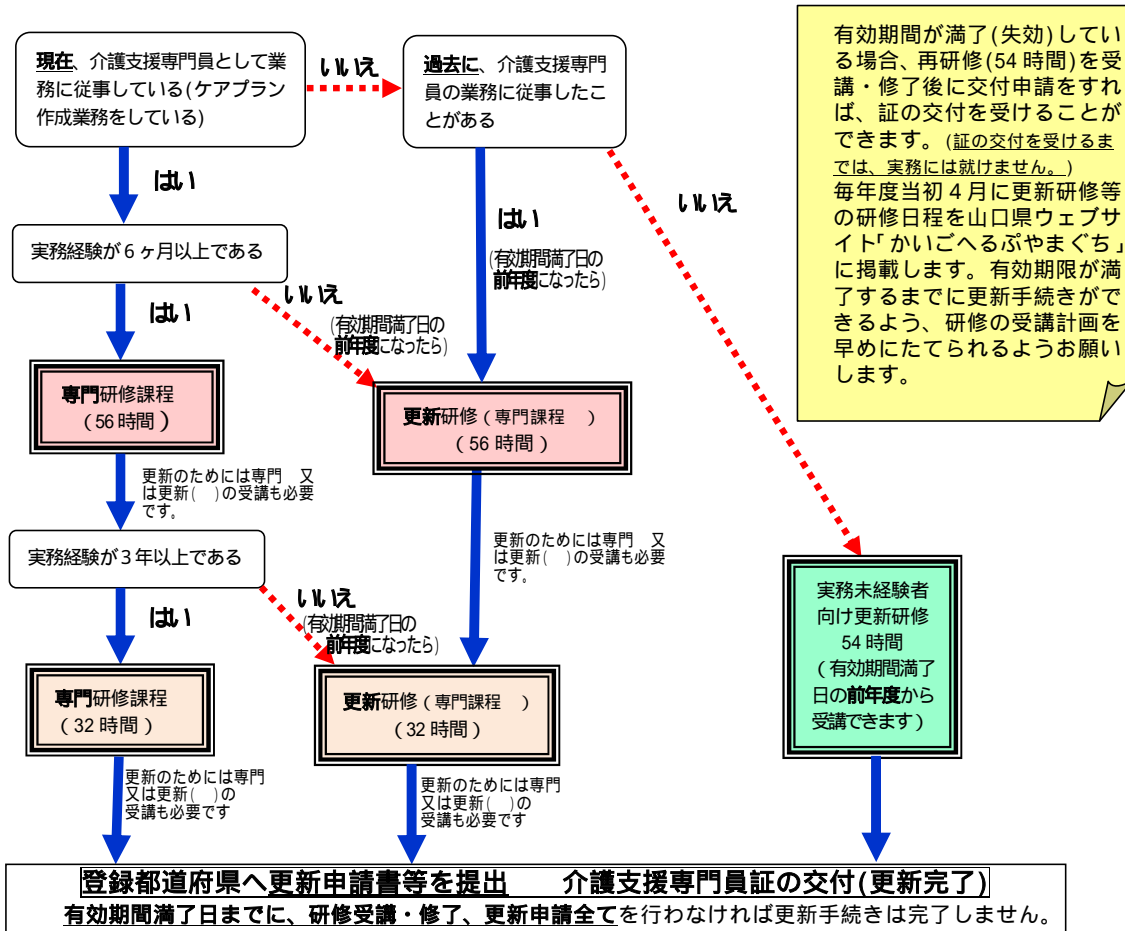 現在、介護支援専門員として業
務に従事している(ケアプラン
作成業務をしている)
いいえ
過去に、介護支援専門
員の業務に従事したこ
とがある
有効期間が満了(失効)してい
る場合、再研修(54時間)を受
講・修了後に交付申請をすれ
ば、証の交付を受けることが
できます。(証の交付を受けるま
では、実務には就けません。)
毎年度当初4月に更新研修等
の研修日程を山口県ウェブサ
イト「かいごへるぷやまぐち」
に掲載します。有効期限が満
了するまでに更新手続きがで
きるよう、研修の受講計画を
早めにたてられるようお願い
します。
はい
はい
(有効期間満了日の
前年度になったら)
いいえ
実務経験が6ヶ月以上である
はい
いいえ
(有効期間満了日の
前年度になったら)
専門研修課程
(56時間)
更新研修(専門課程 )
(56時間)
更新のためには専門 又
は更新( )の受講も必要
です。
更新のためには専門 又
は更新( )の受講も必要
です。
実務経験が3年以上である
はい
いいえ
(有効期間満了日の
前年度になったら)
実務未経験者
向け更新研修
54時間
(有効期間満了
日の前年度から
受講できます)
専門研修課程
(32時間)
更新研修(専門課程 )
(32時間)
更新のためには専門
又は更新( )の
受講も必要です
更新のためには専門
又は更新( )の
受講も必要です
登録都道府県へ更新申請書等を提出 介護支援専門員証の交付(更新完了)
有効期間満了日までに、研修受講・修了、更新申請全てを行わなければ更新手続きは完了しません。